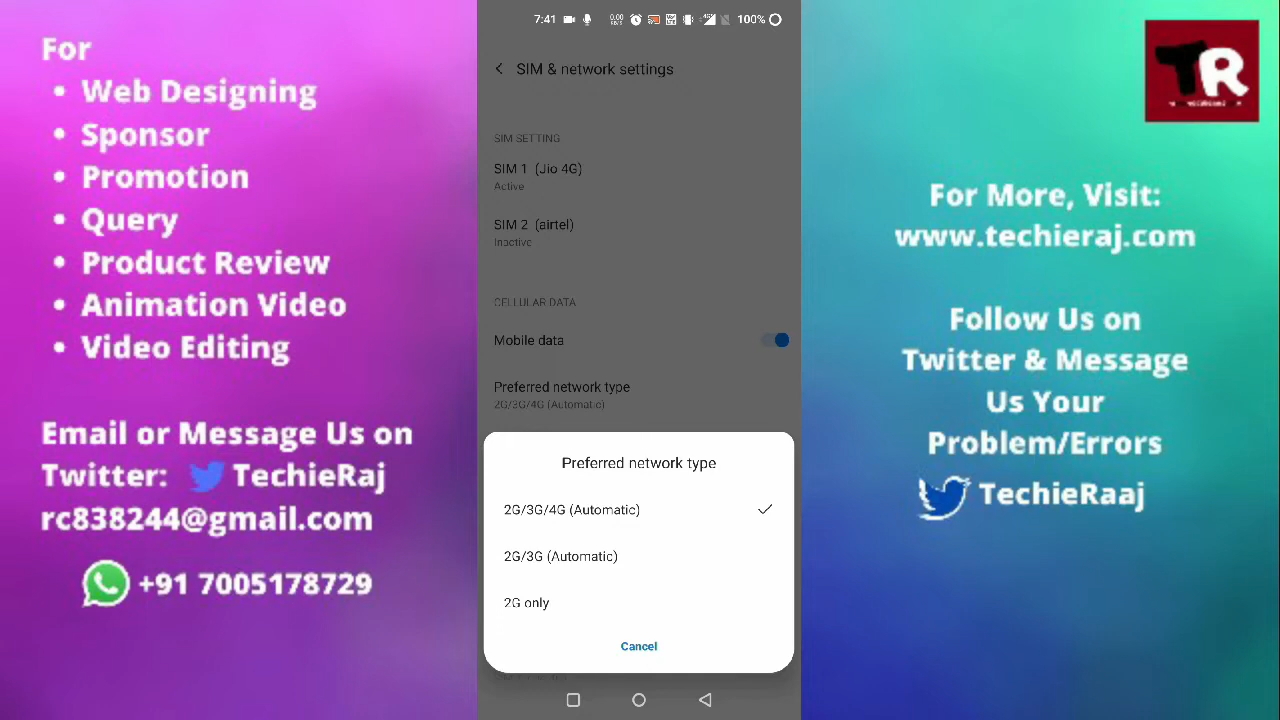 For
• Web Designing
• Sponsor
• Promotion
• Query
• Product Review
• Animation Video
• Video Editing
Email or Message Us on
Twitter: TechieRaj
rc838244@gmail.com
+91 7005178729
7:41
0.00
100%
SIM & network settings
SIM SETTING
SIM 1 (Jio 4G)
Active
SIM 2 (airtel)
Inactive
CELLULAR DATA
Mobile data
Preferred network type
2G/3G/4G (Automatic)
Preferred network type
2G/3G/4G (Automatic)
2G/3G (Automatic)
2G only
Cancel
TR
For More, Visit:
www.techieraj.com
Follow Us on
Twitter & Message
Us Your
Problem/Errors
TechieRaaj